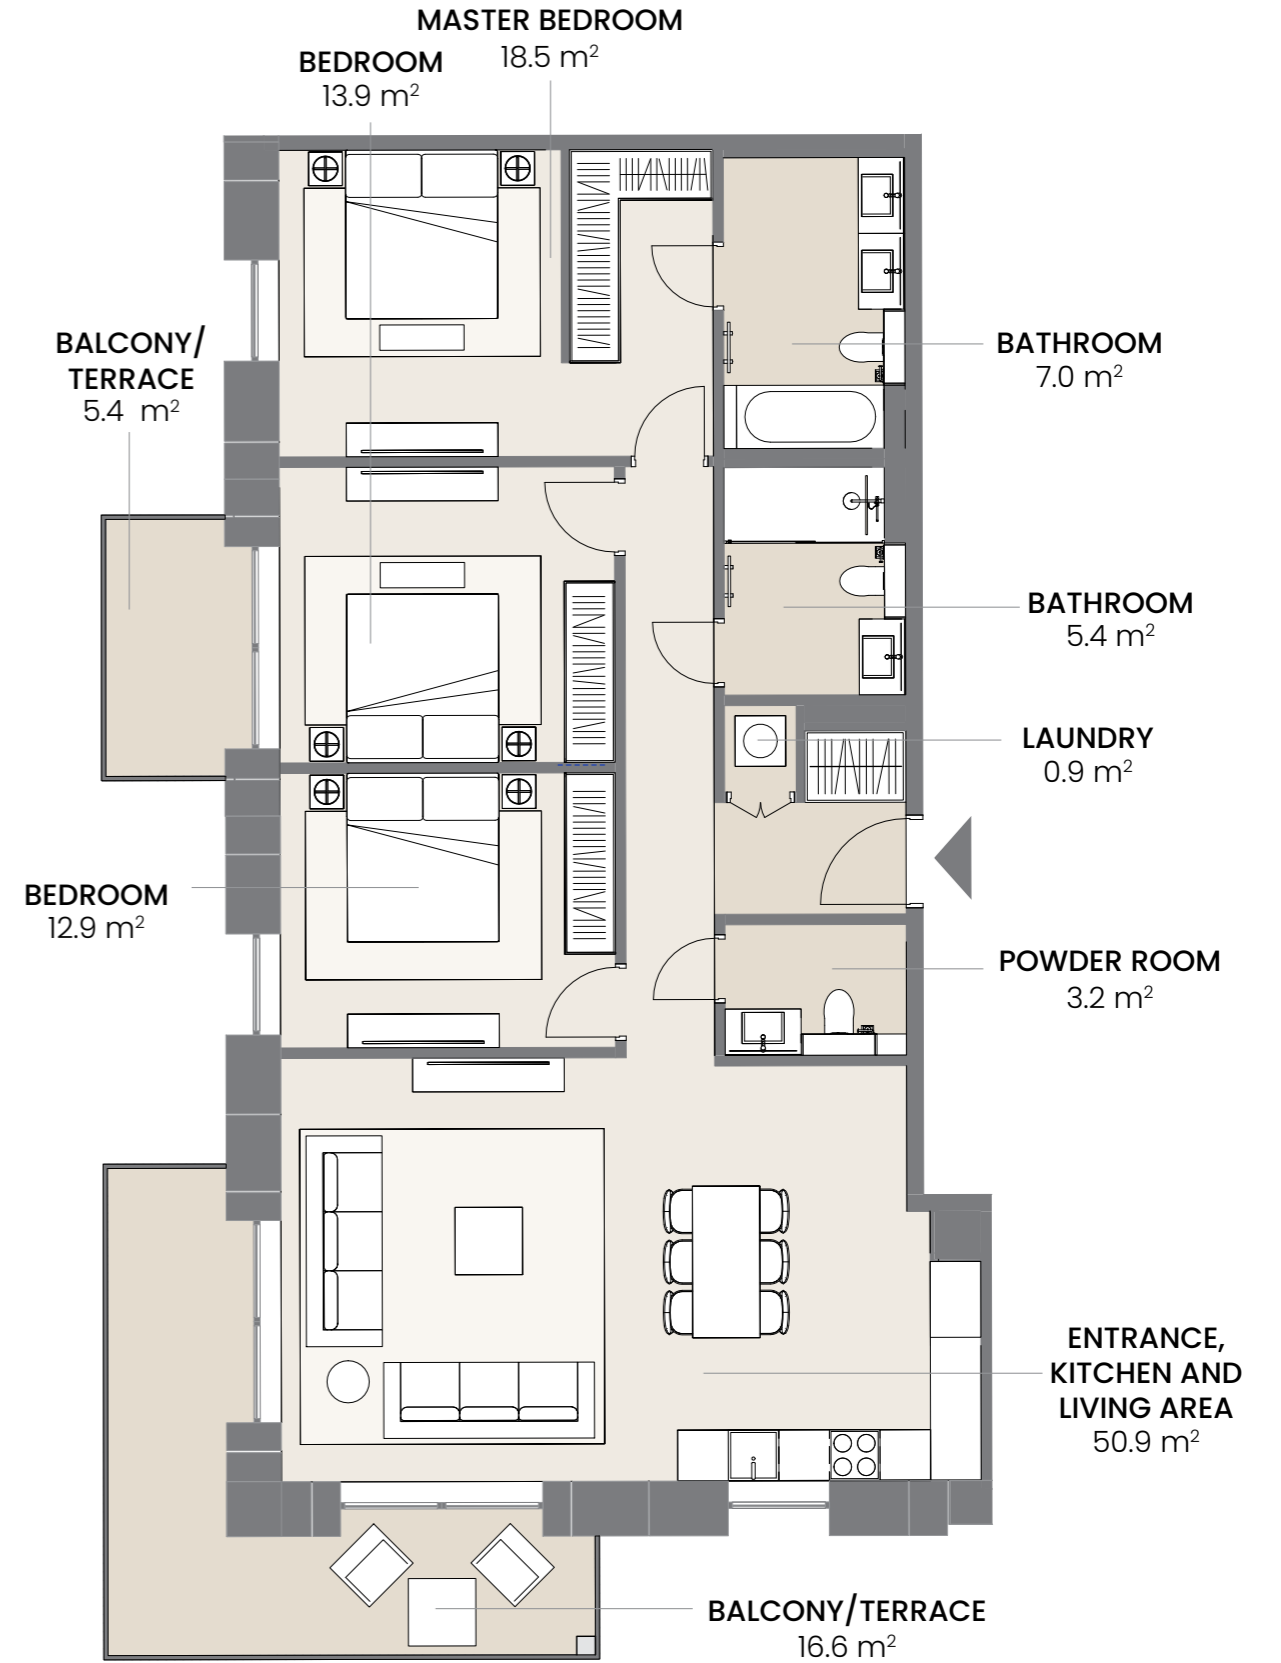 MASTER BEDROOM
18.5 m²
BEDROOM
13.9 m²
BALCONY/
TERRACE
5.4 m²
BATHROOM
7.0 m²
BATHROOM
5.4 m²
LAUNDRY
0.9 m²
BEDROOM
12.9 m²
POWDER ROOM
3.2 m²
ENTRANCE,
KITCHEN AND
LIVING AREA
50.9 m²
BALCONY/TERRACE
16.6 m²